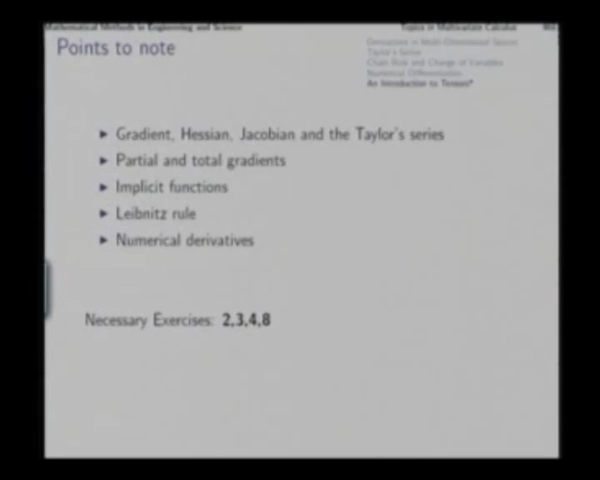 Mathematical Methods in Engineering and Science
Topics in Multivariate Calculus
Points to note
Derivatives in Multi-Dimensional Spaces
Taylor's Series
Chain Rule and Change of Variables
Numerical Differentiation
An Introduction to Tensors*
► Gradient, Hessian, Jacobian and the Taylor's series
► Partial and total gradients
► Implicit functions
► Leibnitz rule
► Numerical derivatives
Necessary Exercises: 2,3,4,8